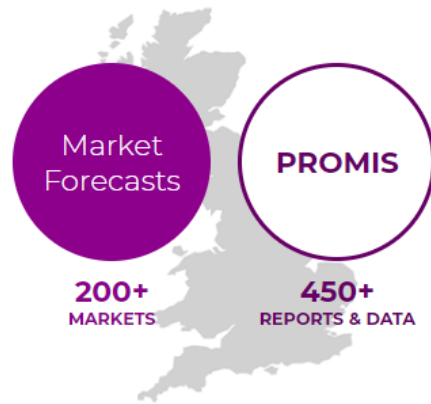 Market
Forecasts
PROMIS
200+
MARKETS
450+
REPORTS & DATA